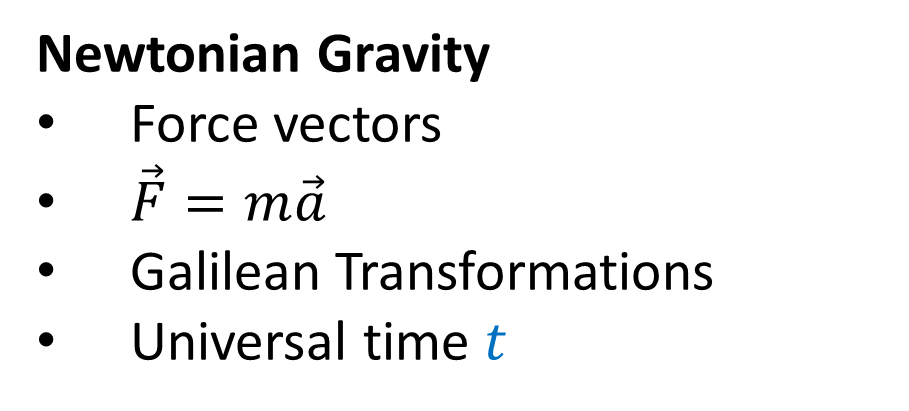 Newtonian Gravity
• Force vectors
• F⃗ = ma⃗
• Galilean Transformations
• Universal time t